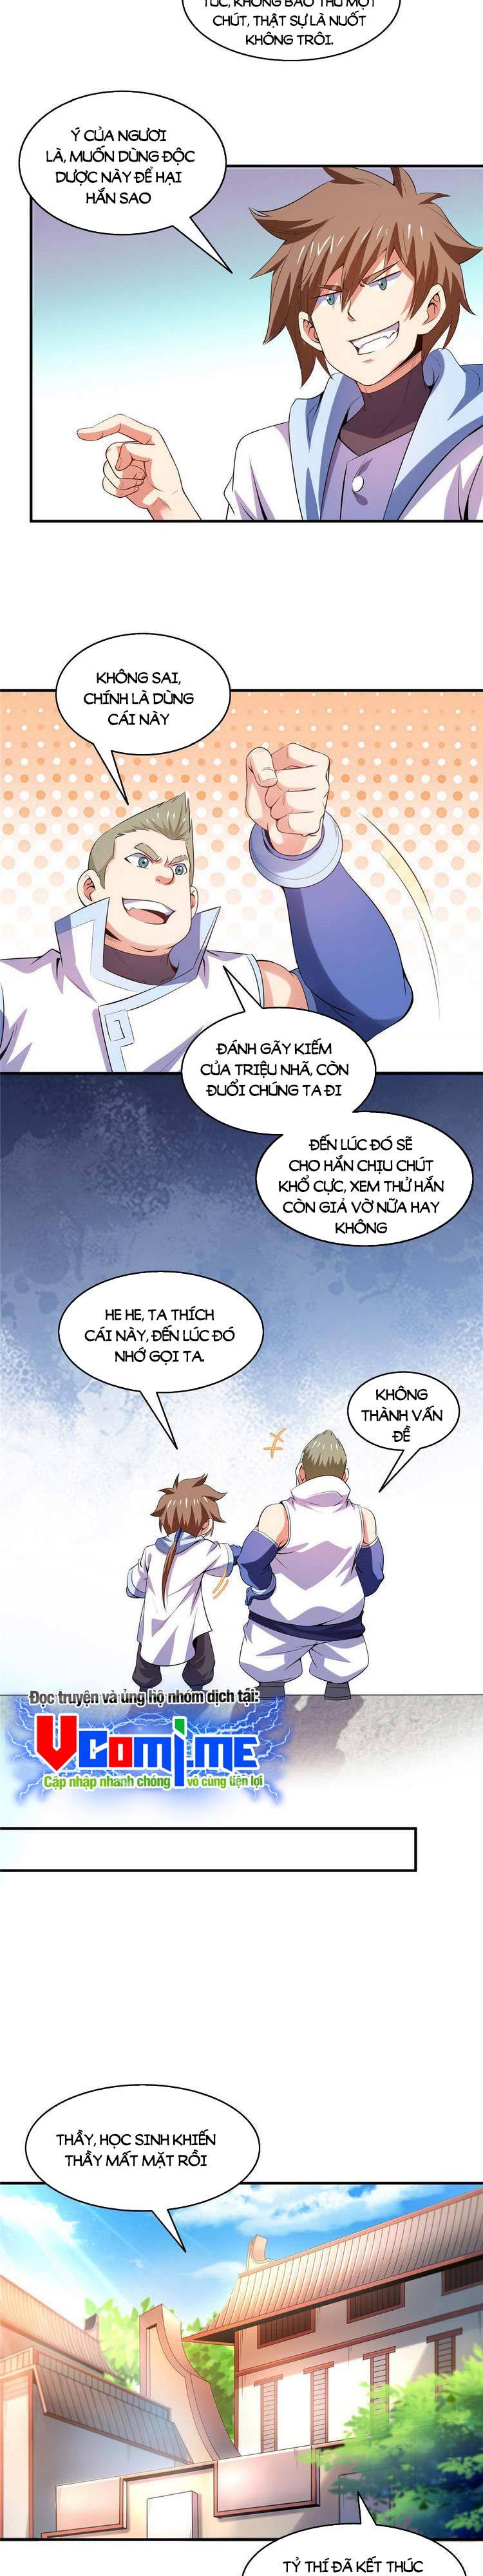 TỨC, KHÔNG BÁO THÙ MỘT
CHÚT, THẬT SỰ LÀ NUỐT
KHÔNG TRÔI.
Ý CỦA NGƯƠI
LÀ, MUỐN DÙNG ĐỘC
DƯỢC NÀY ĐỂ HẠI
HẮN SAO
KHÔNG SAI,
CHÍNH LÀ DÙNG
CÁI NÀY
ĐÁNH GÃY KIẾM
CỦA TRIỆU NHÃ, CÒN
ĐUỔI CHÚNG TA ĐI
ĐẾN LÚC ĐÓ SẼ
CHO HẮN CHỊU CHÚT
KHỔ CỰC, XEM THỬ HẮN
CÒN GIẢ VỜ NỮA HAY
KHÔNG
HE HE, TA THÍCH
CÁI NÀY, ĐẾN LÚC ĐÓ
NHỚ GỌI TA.
KHÔNG
THÀNH VẤN
ĐỀ
Đọc truyện và ủng hộ nhóm dịch tại:
VComi.me
Cập nhập nhanh chóng vô cùng tiện lợi
THẦY, HỌC SINH KHIẾN
THẦY MẤT MẶT RỒI
TỶ THÍ ĐÃ KẾT THÚC